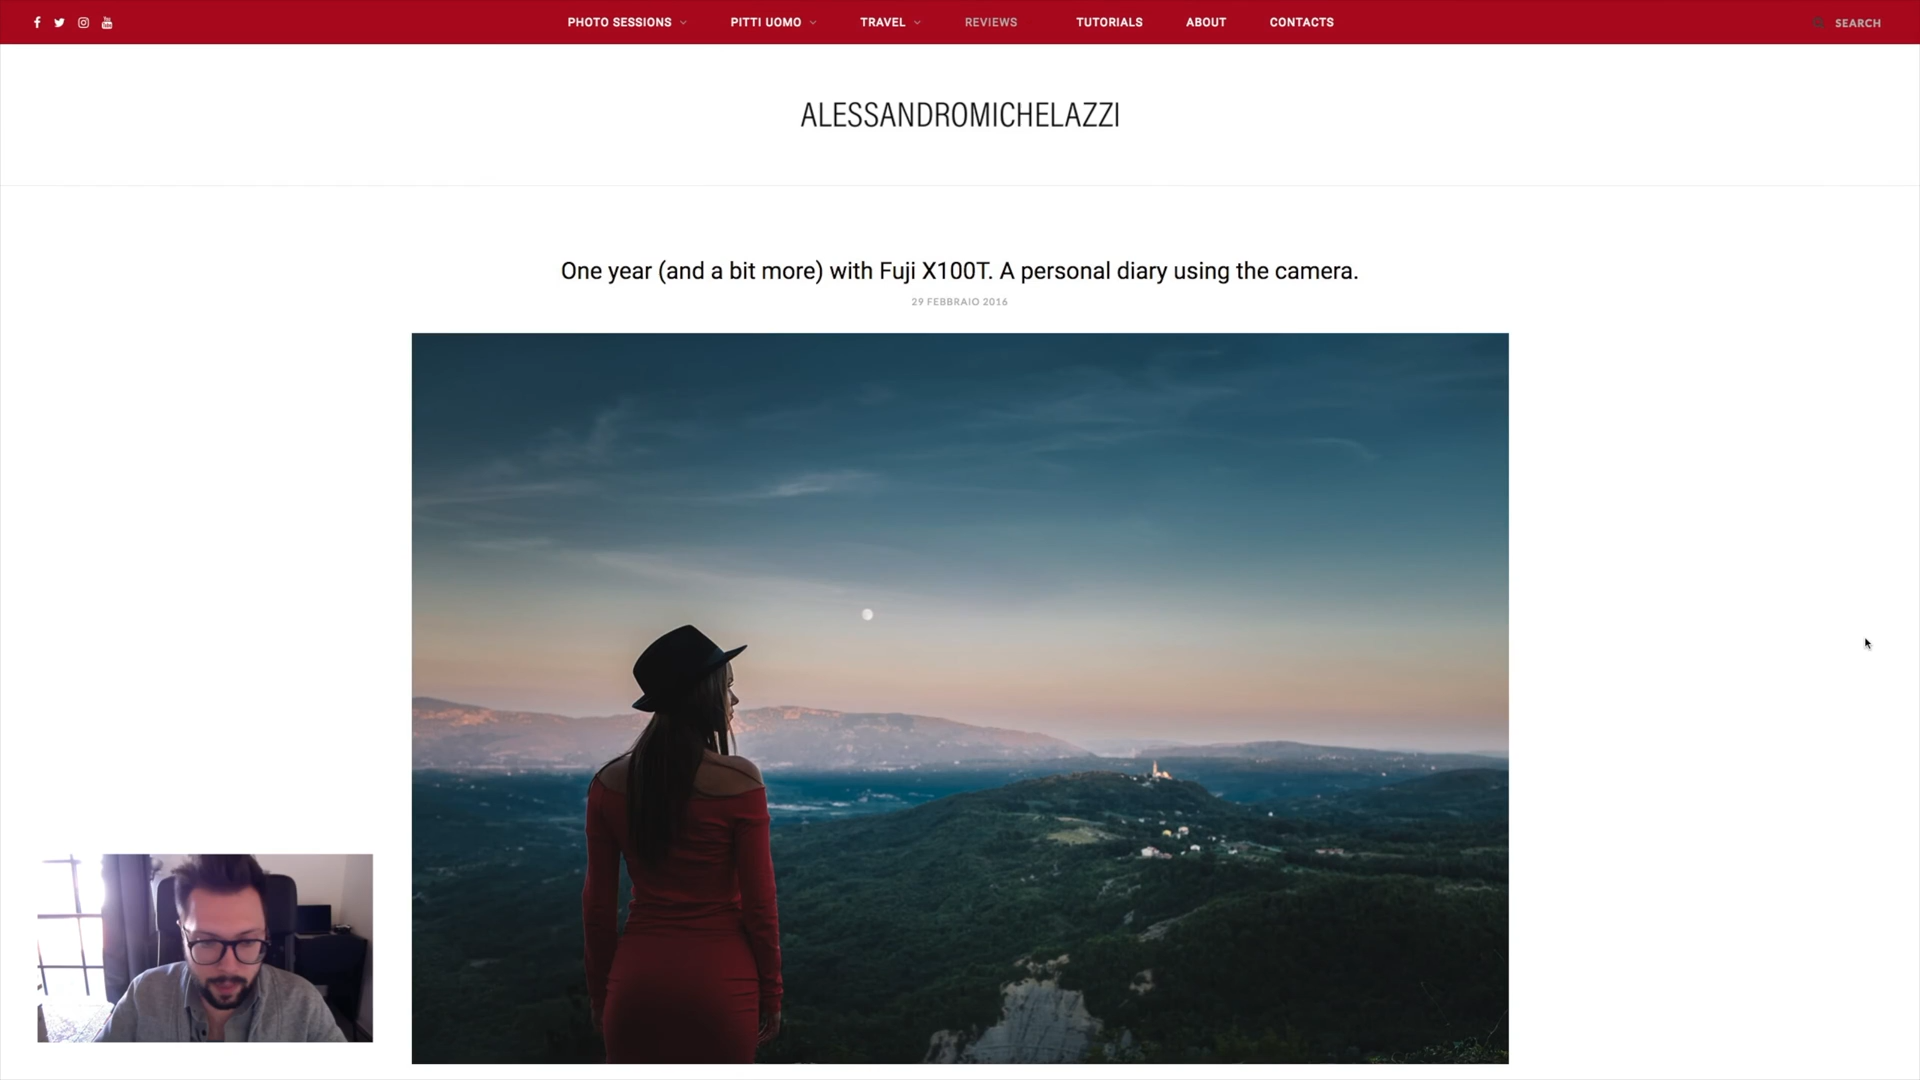 PHOTO SESSIONS
PITTI UOMO
TRAVEL
REVIEWS
TUTORIALS
ABOUT
CONTACTS
SEARCH
ALESSANDROMICHELAZZI
One year (and a bit more) with Fuji X100T. A personal diary using the camera.
29 FEBBRAIO 2016